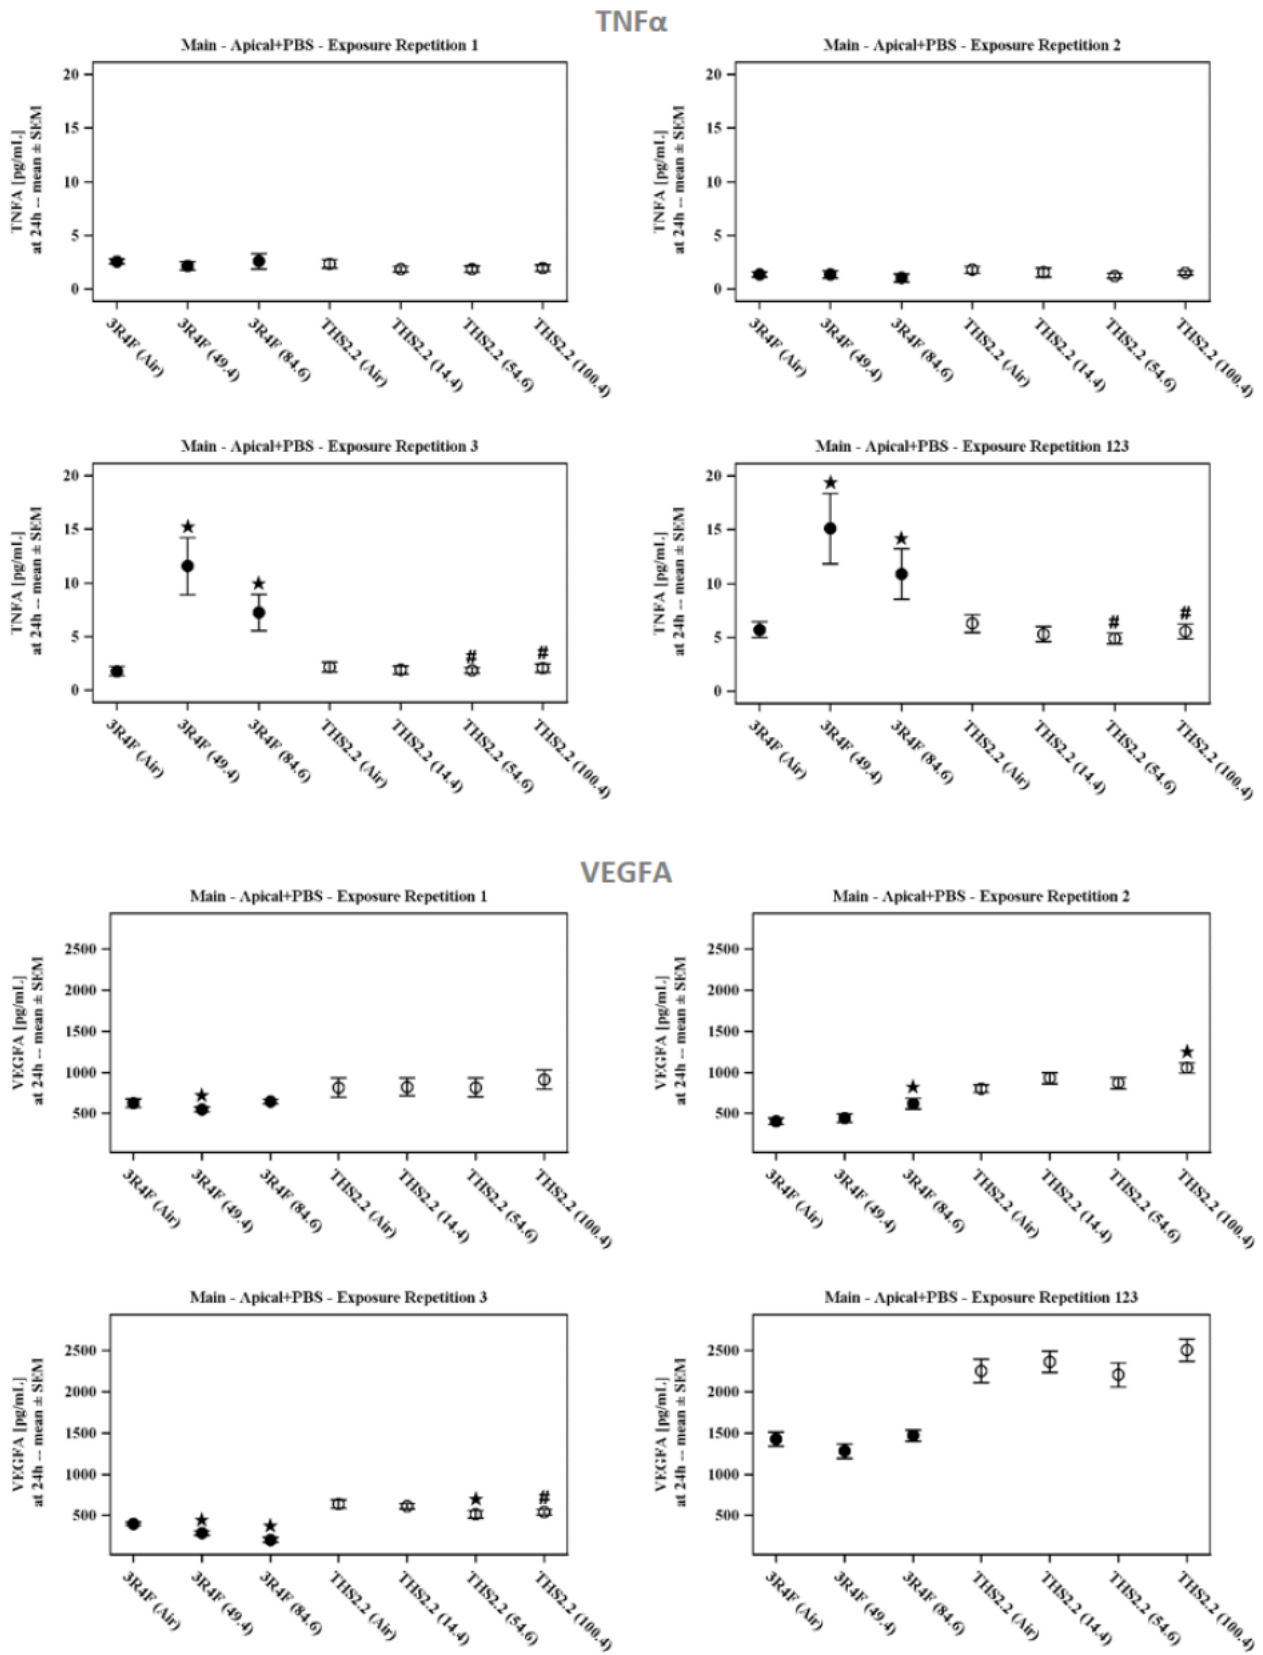 TNFα
Main - Apical+PBS - Exposure Repetition 1
TNFA [pg/mL]
at 24h -- mean ± SEM
20
15
10
5
0
3R4F (Air)
3R4F (49.4)
3R4F (84.6)
THS2.2 (Air)
THS2.2 (14.4)
THS2.2 (54.6)
THS2.2 (100.4)
Main - Apical+PBS - Exposure Repetition 2
TNFA [pg/mL]
at 24h -- mean ± SEM
20
15
10
5
0
3R4F (Air)
3R4F (49.4)
3R4F (84.6)
THS2.2 (Air)
THS2.2 (14.4)
THS2.2 (54.6)
THS2.2 (100.4)
Main - Apical+PBS - Exposure Repetition 3
TNFA [pg/mL]
at 24h -- mean ± SEM
20
15
10
5
0
★
★
#
#
3R4F (Air)
3R4F (49.4)
3R4F (84.6)
THS2.2 (Air)
THS2.2 (14.4)
THS2.2 (54.6)
THS2.2 (100.4)
Main - Apical+PBS - Exposure Repetition 123
TNFA [pg/mL]
at 24h -- mean ± SEM
20
15
10
5
0
★
★
#
#
3R4F (Air)
3R4F (49.4)
3R4F (84.6)
THS2.2 (Air)
THS2.2 (14.4)
THS2.2 (54.6)
THS2.2 (100.4)
VEGFA
Main - Apical+PBS - Exposure Repetition 1
VEGFA [pg/mL]
at 24h -- mean ± SEM
2500
2000
1500
1000
500
★
3R4F (Air)
3R4F (49.4)
3R4F (84.6)
THS2.2 (Air)
THS2.2 (14.4)
THS2.2 (54.6)
THS2.2 (100.4)
Main - Apical+PBS - Exposure Repetition 2
VEGFA [pg/mL]
at 24h -- mean ± SEM
2500
2000
1500
1000
500
★
★
3R4F (Air)
3R4F (49.4)
3R4F (84.6)
THS2.2 (Air)
THS2.2 (14.4)
THS2.2 (54.6)
THS2.2 (100.4)
Main - Apical+PBS - Exposure Repetition 3
VEGFA [pg/mL]
at 24h -- mean ± SEM
2500
2000
1500
1000
500
★
★
★
#
3R4F (Air)
3R4F (49.4)
3R4F (84.6)
THS2.2 (Air)
THS2.2 (14.4)
THS2.2 (54.6)
THS2.2 (100.4)
Main - Apical+PBS - Exposure Repetition 123
VEGFA [pg/mL]
at 24h -- mean ± SEM
2500
2000
1500
1000
500
3R4F (Air)
3R4F (49.4)
3R4F (84.6)
THS2.2 (Air)
THS2.2 (14.4)
THS2.2 (54.6)
THS2.2 (100.4)